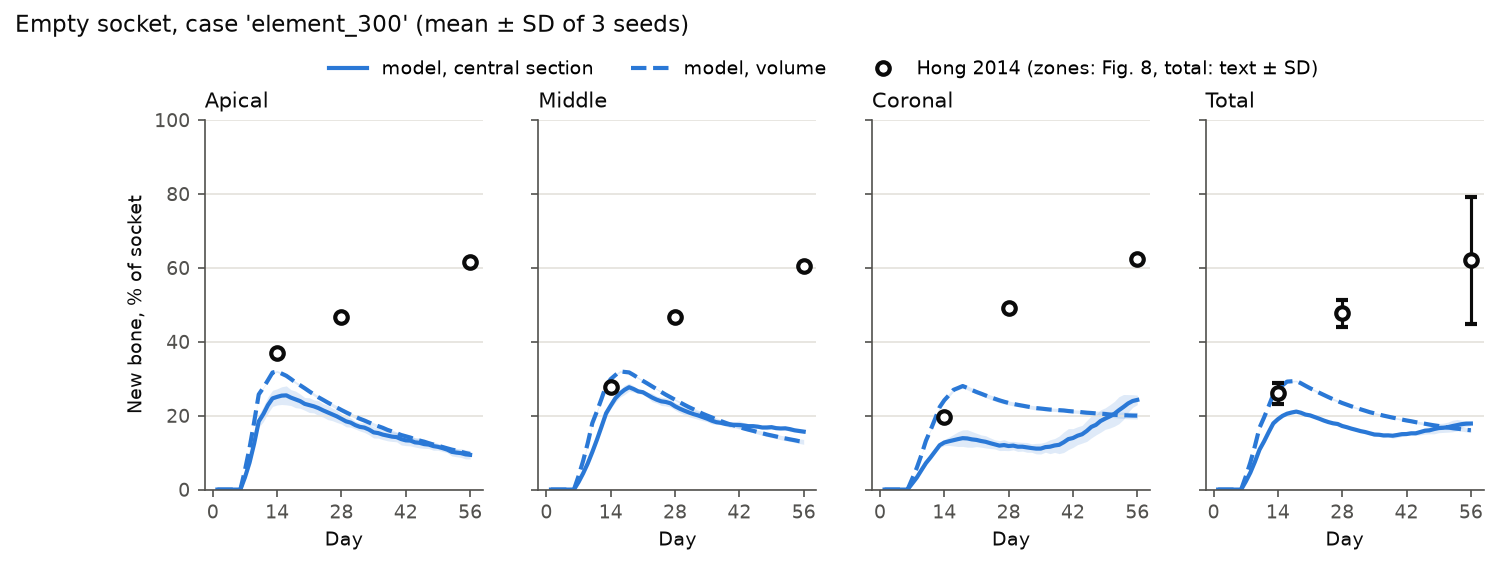 Empty socket, case 'element_300' (mean ± SD of 3 seeds)
model, central section model, volume Hong 2014 (zones: Fig. 8, total: text ± SD)
Apical Middle Coronal Total
New bone, % of socket
100
80
60
40
20
0
0 14 28 42 56 0 14 28 42 56 0 14 28 42 56 0 14 28 42 56
Day Day Day Day